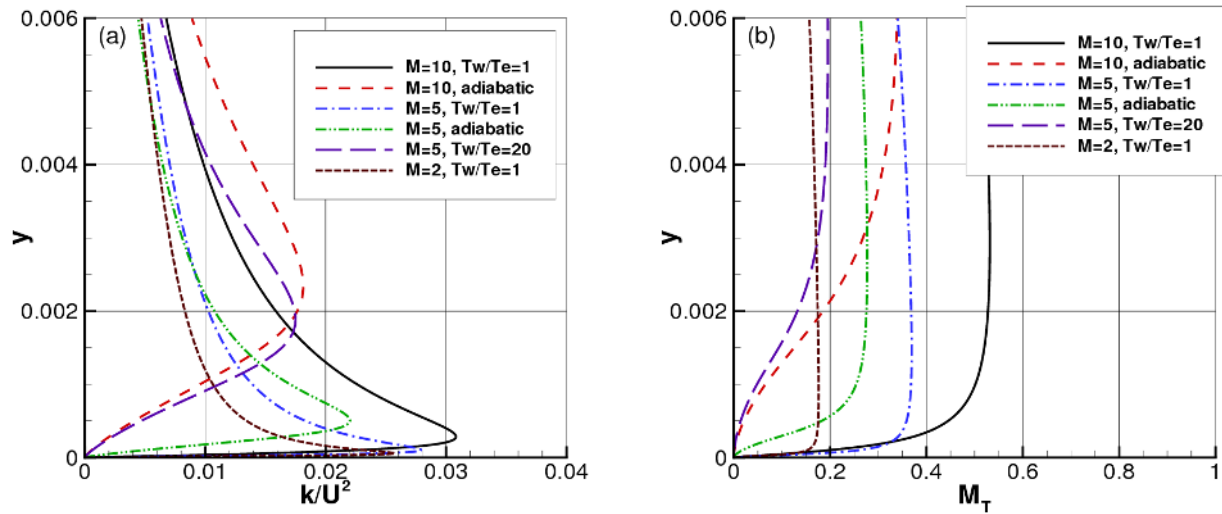 (a)
0.006
0.004
0.002
0
y
0
0.01
0.02
0.03
0.04
k/U²
M=10, Tw/Te=1
M=10, adiabatic
M=5, Tw/Te=1
M=5, adiabatic
M=5, Tw/Te=20
M=2, Tw/Te=1
(b)
0.006
0.004
0.002
0
y
0
0.2
0.4
0.6
0.8
1
M_T
M=10, Tw/Te=1
M=10, adiabatic
M=5, Tw/Te=1
M=5, adiabatic
M=5, Tw/Te=20
M=2, Tw/Te=1